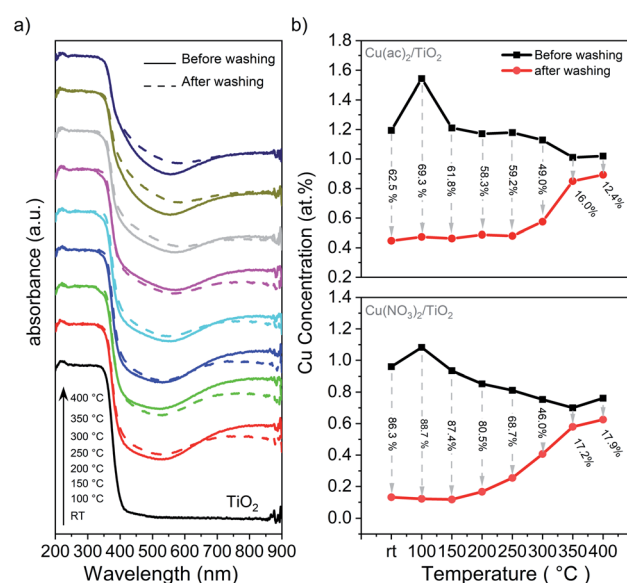 a)
Before washing
After washing
absorbance (a.u.)
400 °C
350 °C
300 °C
250 °C
200 °C
150 °C
100 °C
RT
TiO₂
200 300 400 500 600 700 800 900
Wavelength (nm)
b)
Cu(ac)₂/TiO₂
Before washing
after washing
1.8
1.6
1.4
1.2
1.0
0.8
0.6
0.4
0.2
62.5 %
69.3 %
61.8%
58.3%
59.2%
49.0%
16.0%
12.4%
Cu Concentration (at.%)
Cu(NO₃)₂/TiO₂
1.4
1.2
1.0
0.8
0.6
0.4
0.2
0.0
86.3 %
88.7 %
87.4%
80.5%
68.7%
46.0%
17.2%
17.9%
rt 100 150 200 250 300 350 400
Temperature ( °C)